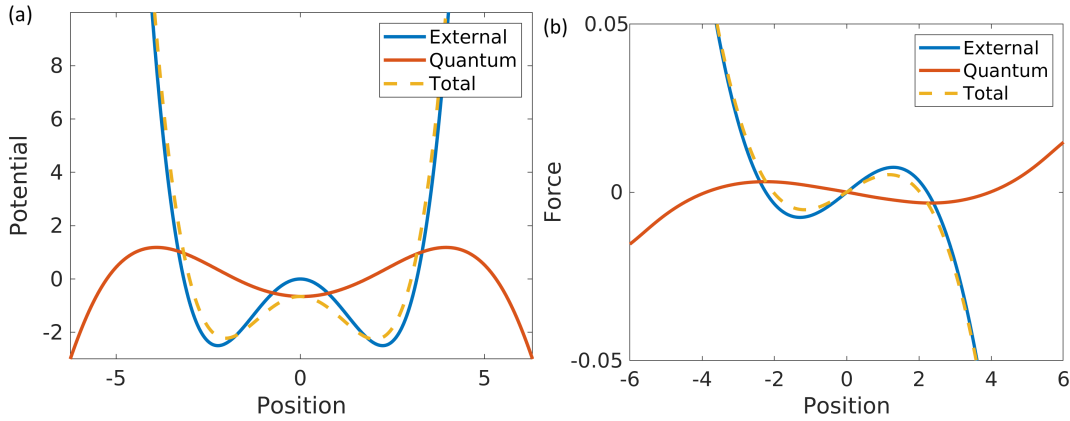 (a)
External
Quantum
Total
8
6
4
2
0
-2
-5
0
5
Potential
Position
(b)
External
Quantum
Total
0.05
0
-0.05
-6
-4
-2
0
2
4
6
Force
Position